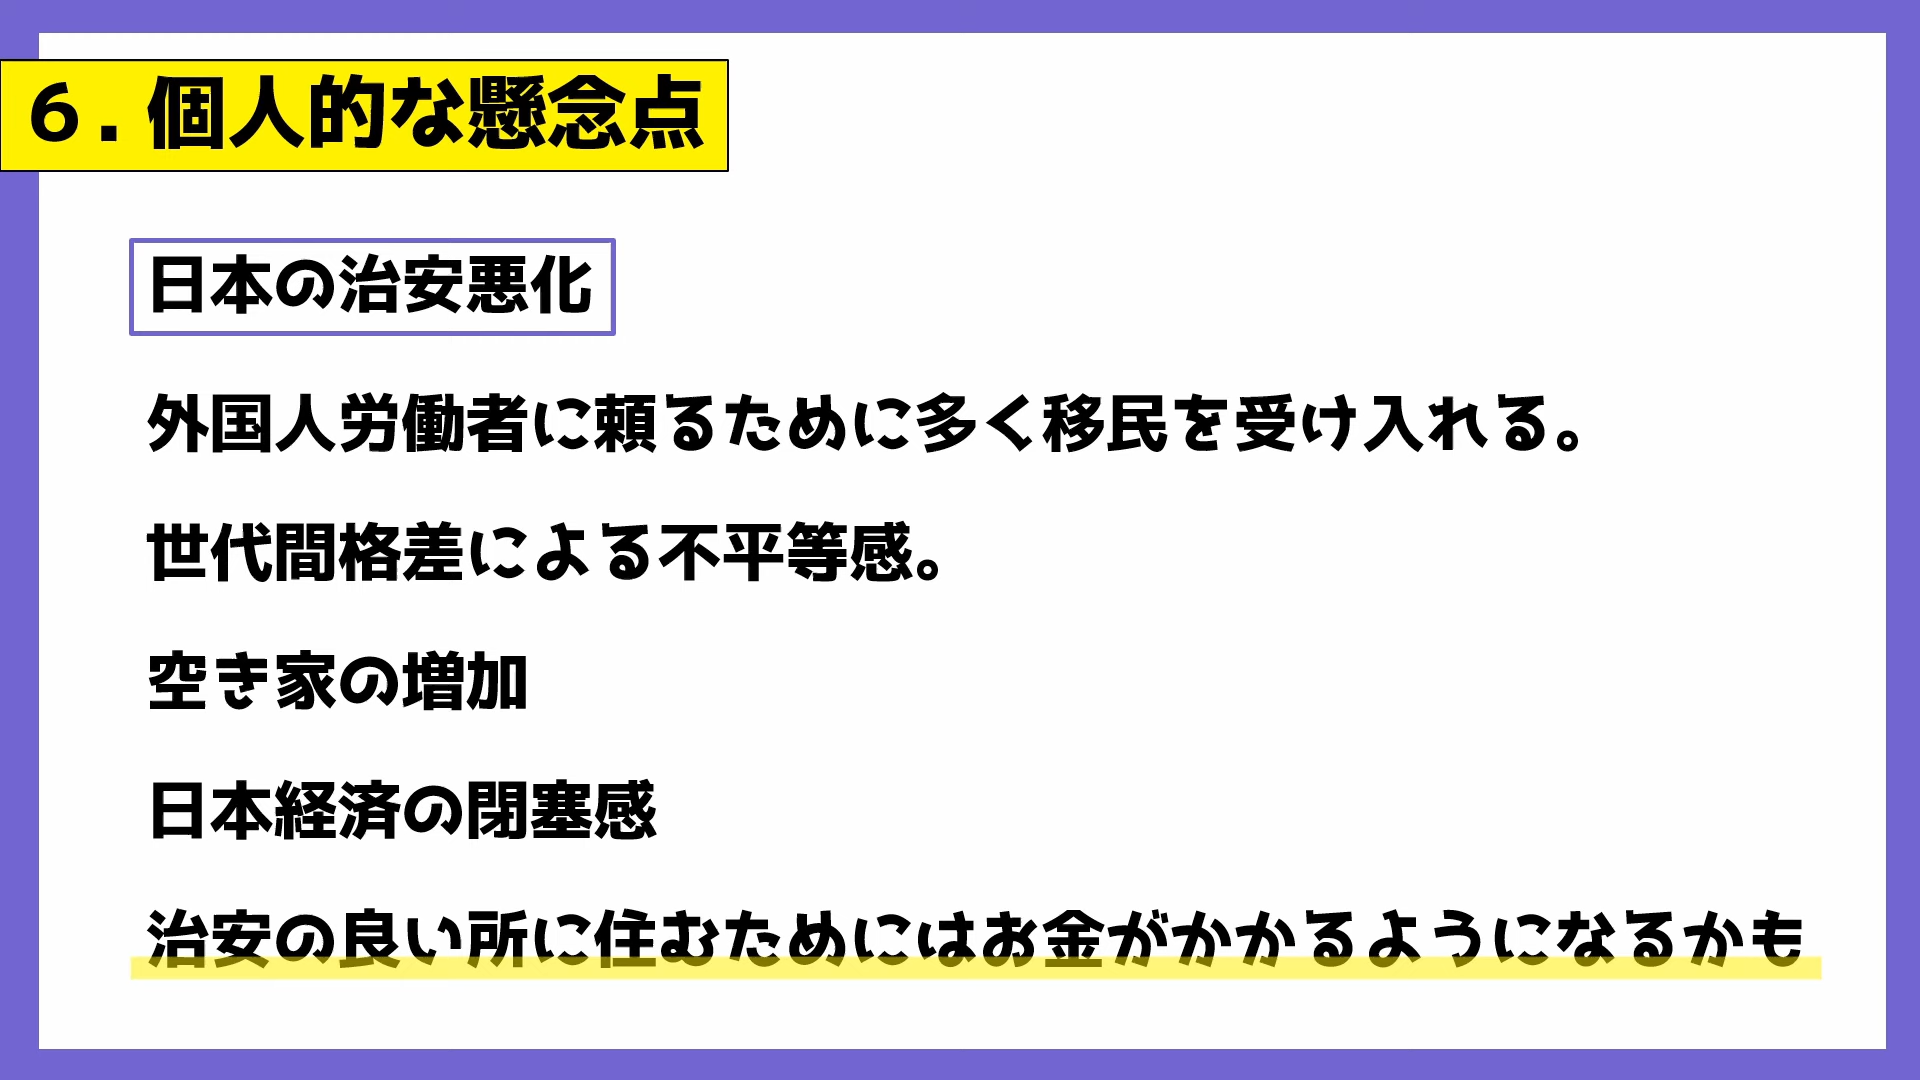 ６．個人的な懸念点
日本の治安悪化
外国人労働者に頼るために多く移民を受け入れる。
世代間格差による不平等感。
空き家の増加
日本経済の閉塞感
治安の良い所に住むためにはお金がかかるようになるかも